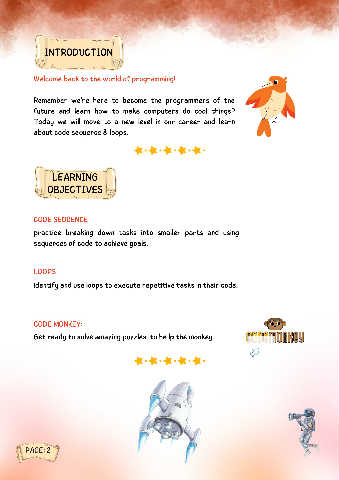 INTRODUCTION
Welcome back to the world of programming!
Remember we're here to become the programmers of the
future and learn how to make computers do cool things?
Today we will move to a new level in our career and learn
about code sequence & loops.
LEARNING
OBJECTIVES
CODE SEQUENCE
practice breaking down tasks into smaller parts and using
sequences of code to achieve goals.
LOOPS
Identify and use loops to execute repetitive tasks in their code.
CODE MONKEY:
Get ready to solve amazing puzzles to help the monkey.
PAGE: 2